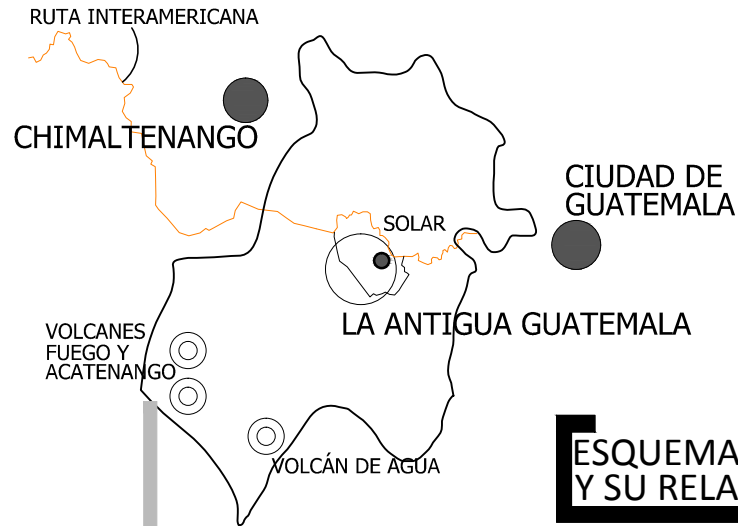 RUTA INTERAMERICANA
CHIMALTENANGO
CIUDAD DE
GUATEMALA
SOLAR
LA ANTIGUA GUATEMALA
VOLCANES
FUEGO Y
ACATENANGO
VOLCÁN DE AGUA
ESQUEMA
Y SU RELA